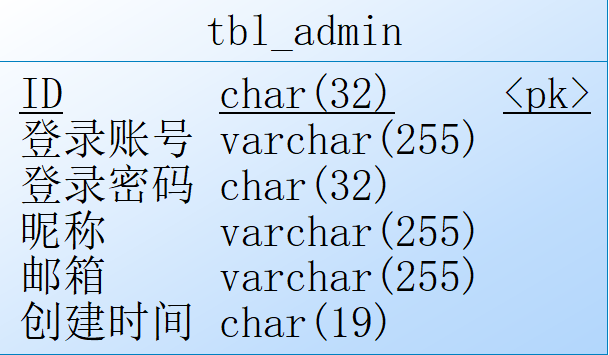 tbl_admin
ID char(32) <pk>
登录账号 varchar(255)
登录密码 char(32)
昵称 varchar(255)
邮箱 varchar(255)
创建时间 char(19)